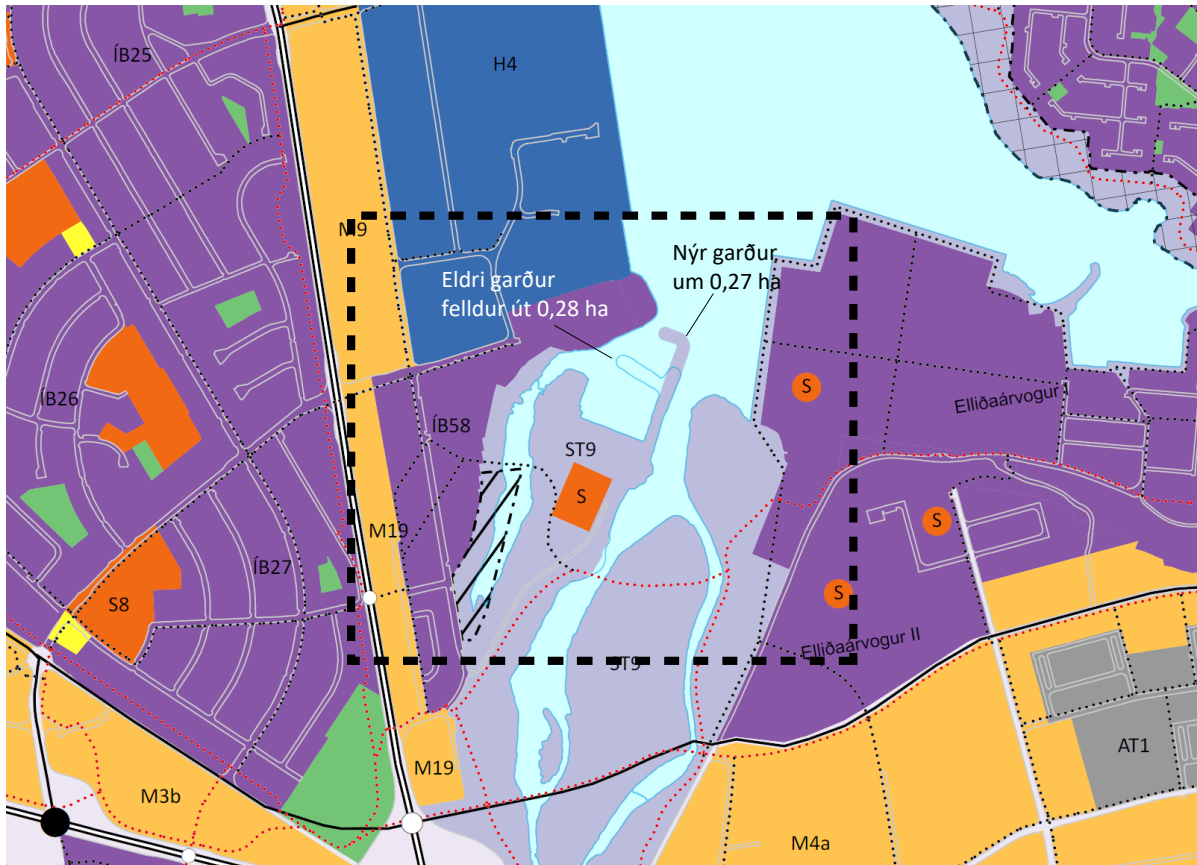 ÍB25
H4
M9
Nýr garður
um 0,27 ha
Eldri garður
felldur út 0,28 ha
S
ÍB26
Elliðaárvogur I
ÍB58
ST9
S
S
M19
ÍB27
S8
S
Elliðaárvogur II
ST9
AT1
M19
M3b
M4a